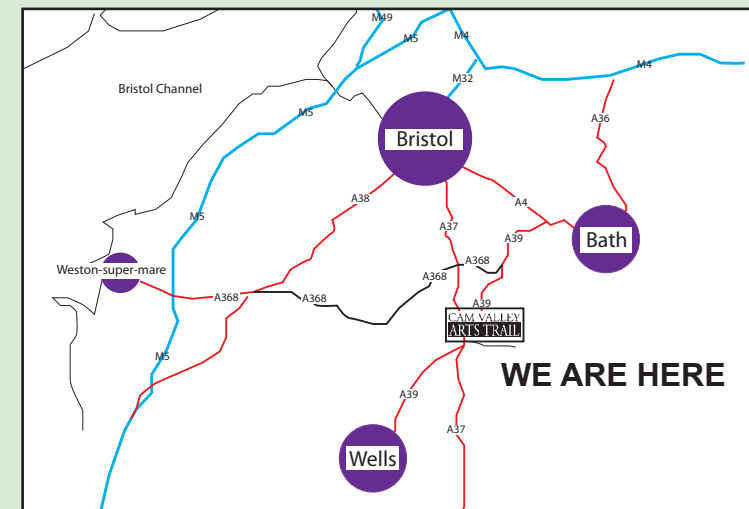 M49
M5
M4
M4
M32
Bristol Channel
M5
A36
Bristol
A38
A4
M5
A37
A39
Bath
Weston-super-mare
A368
A368
A368
A368
A39
CAM VALLEY
ARTS TRAIL
M5
WE ARE HERE
A39
A37
Wells